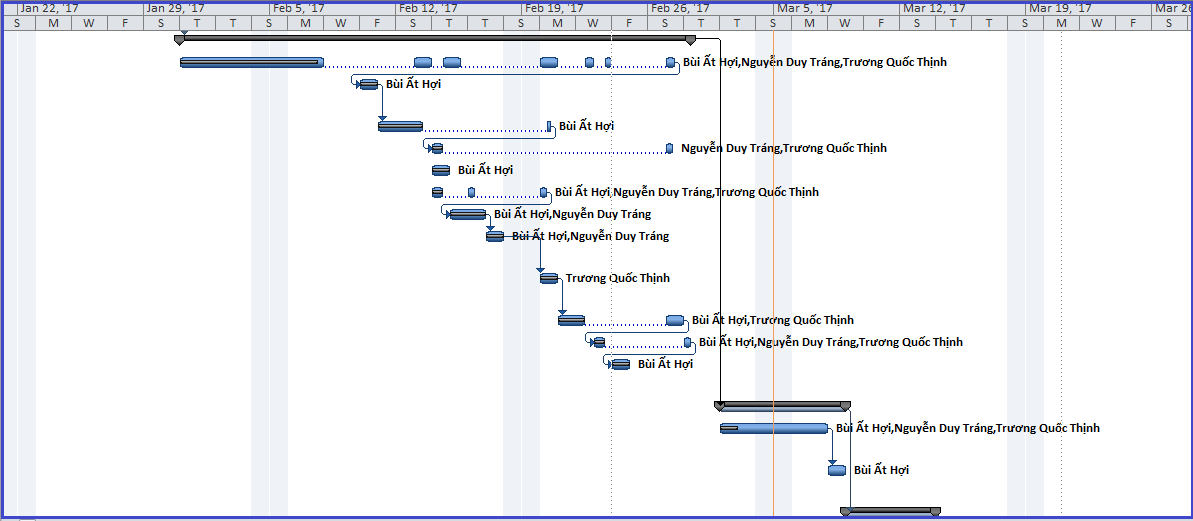 Jan 22, '17 Jan 29, '17 Feb 5, '17 Feb 12, '17 Feb 19, '17 Feb 26, '17 Mar 5, '17 Mar 12, '17 Mar 19, '17 Mar 26
S M W F S T T S M W F S T T S M W F S T T S M W F S T T S M W F S
Bùi Ất Hợi,Nguyễn Duy Tráng,Trương Quốc Thịnh
Bùi Ất Hợi
Bùi Ất Hợi
Nguyễn Duy Tráng,Trương Quốc Thịnh
Bùi Ất Hợi
Bùi Ất Hợi,Nguyễn Duy Tráng,Trương Quốc Thịnh
Bùi Ất Hợi,Nguyễn Duy Tráng
Bùi Ất Hợi,Nguyễn Duy Tráng
Trương Quốc Thịnh
Bùi Ất Hợi,Trương Quốc Thịnh
Bùi Ất Hợi,Nguyễn Duy Tráng,Trương Quốc Thịnh
Bùi Ất Hợi
Bùi Ất Hợi,Nguyễn Duy Tráng,Trương Quốc Thịnh
Bùi Ất Hợi